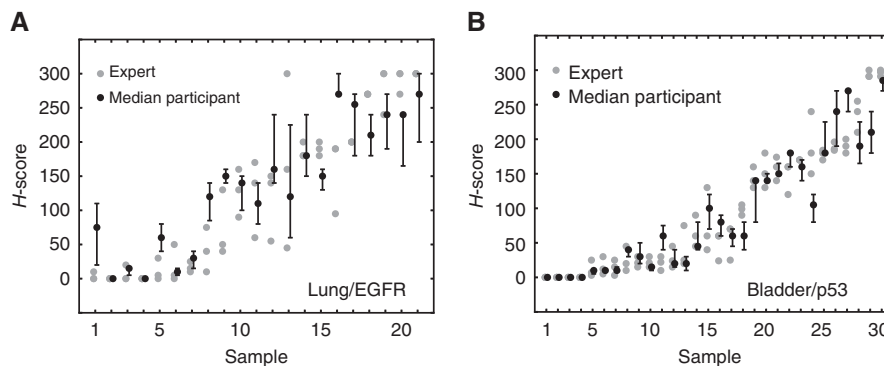 A
H-score
300
250
200
150
100
50
0
Expert
Median participant
Lung/EGFR
1 5 10 15 20
Sample
B
H-score
300
250
200
150
100
50
0
Expert
Median participant
Bladder/p53
1 5 10 15 20 25 30
Sample